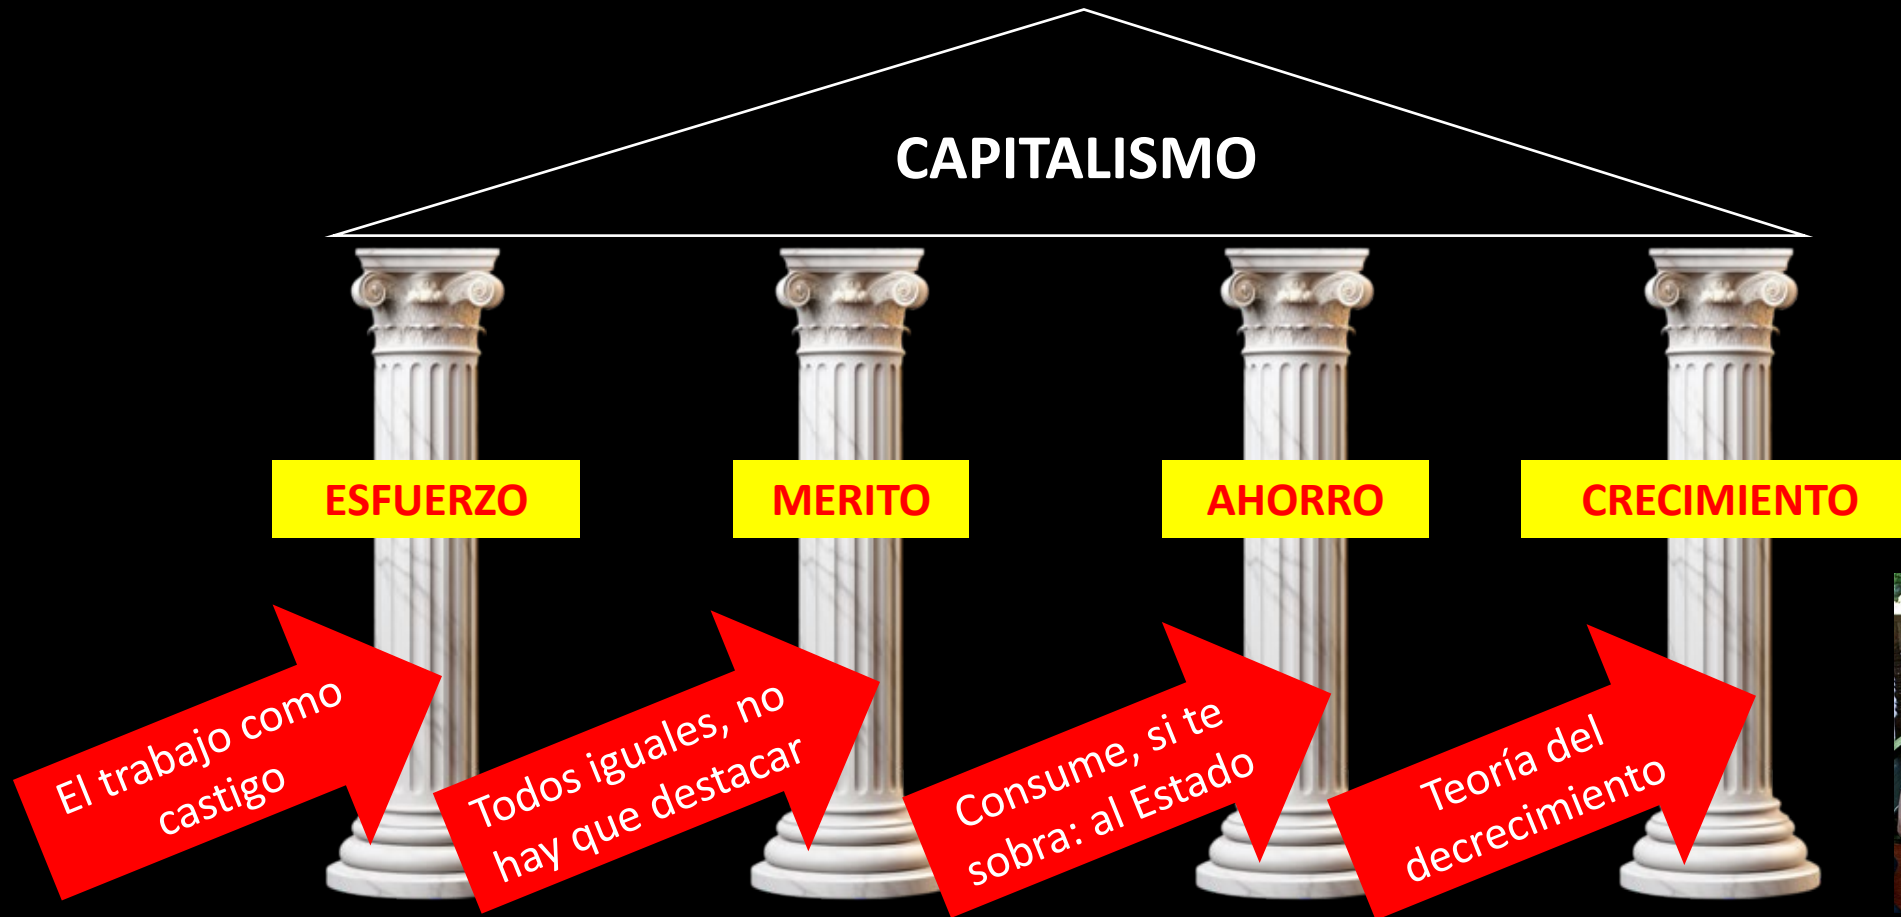 CAPITALISMO
ESFUERZO
MERITO
AHORRO
CRECIMIENTO
El trabajo como
castigo
Todos iguales, no
hay que destacar
Consume, si te
sobra: al Estado
Teoría del
decrecimiento